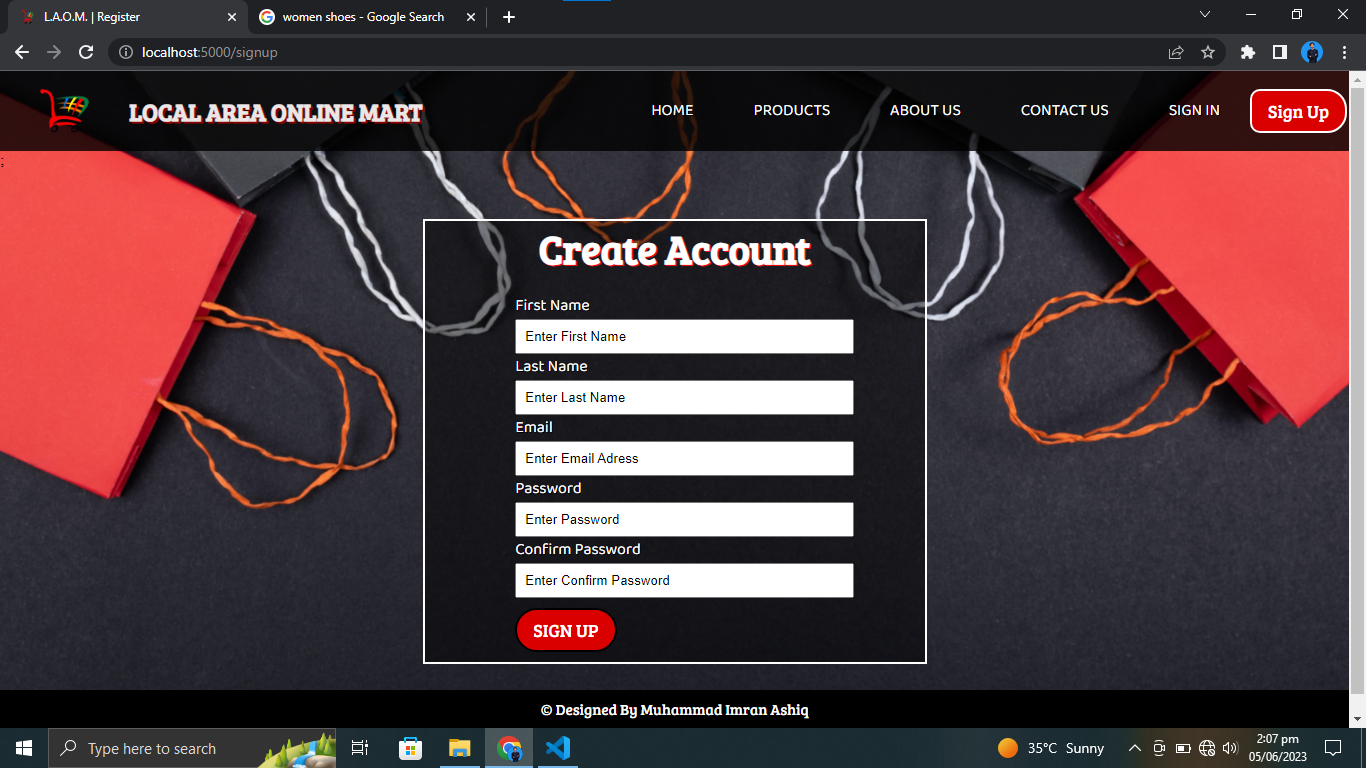 L.A.O.M. | Register
women shoes - Google Search
localhost:5000/signup
LOCAL AREA ONLINE MART
HOME
PRODUCTS
ABOUT US
CONTACT US
SIGN IN
Sign Up
;
Create Account
First Name
Enter First Name
Last Name
Enter Last Name
Email
Enter Email Adress
Password
Enter Password
Confirm Password
Enter Confirm Password
SIGN UP
© Designed By Muhammad Imran Ashiq
Type here to search
35°C Sunny
2:07 pm
05/06/2023